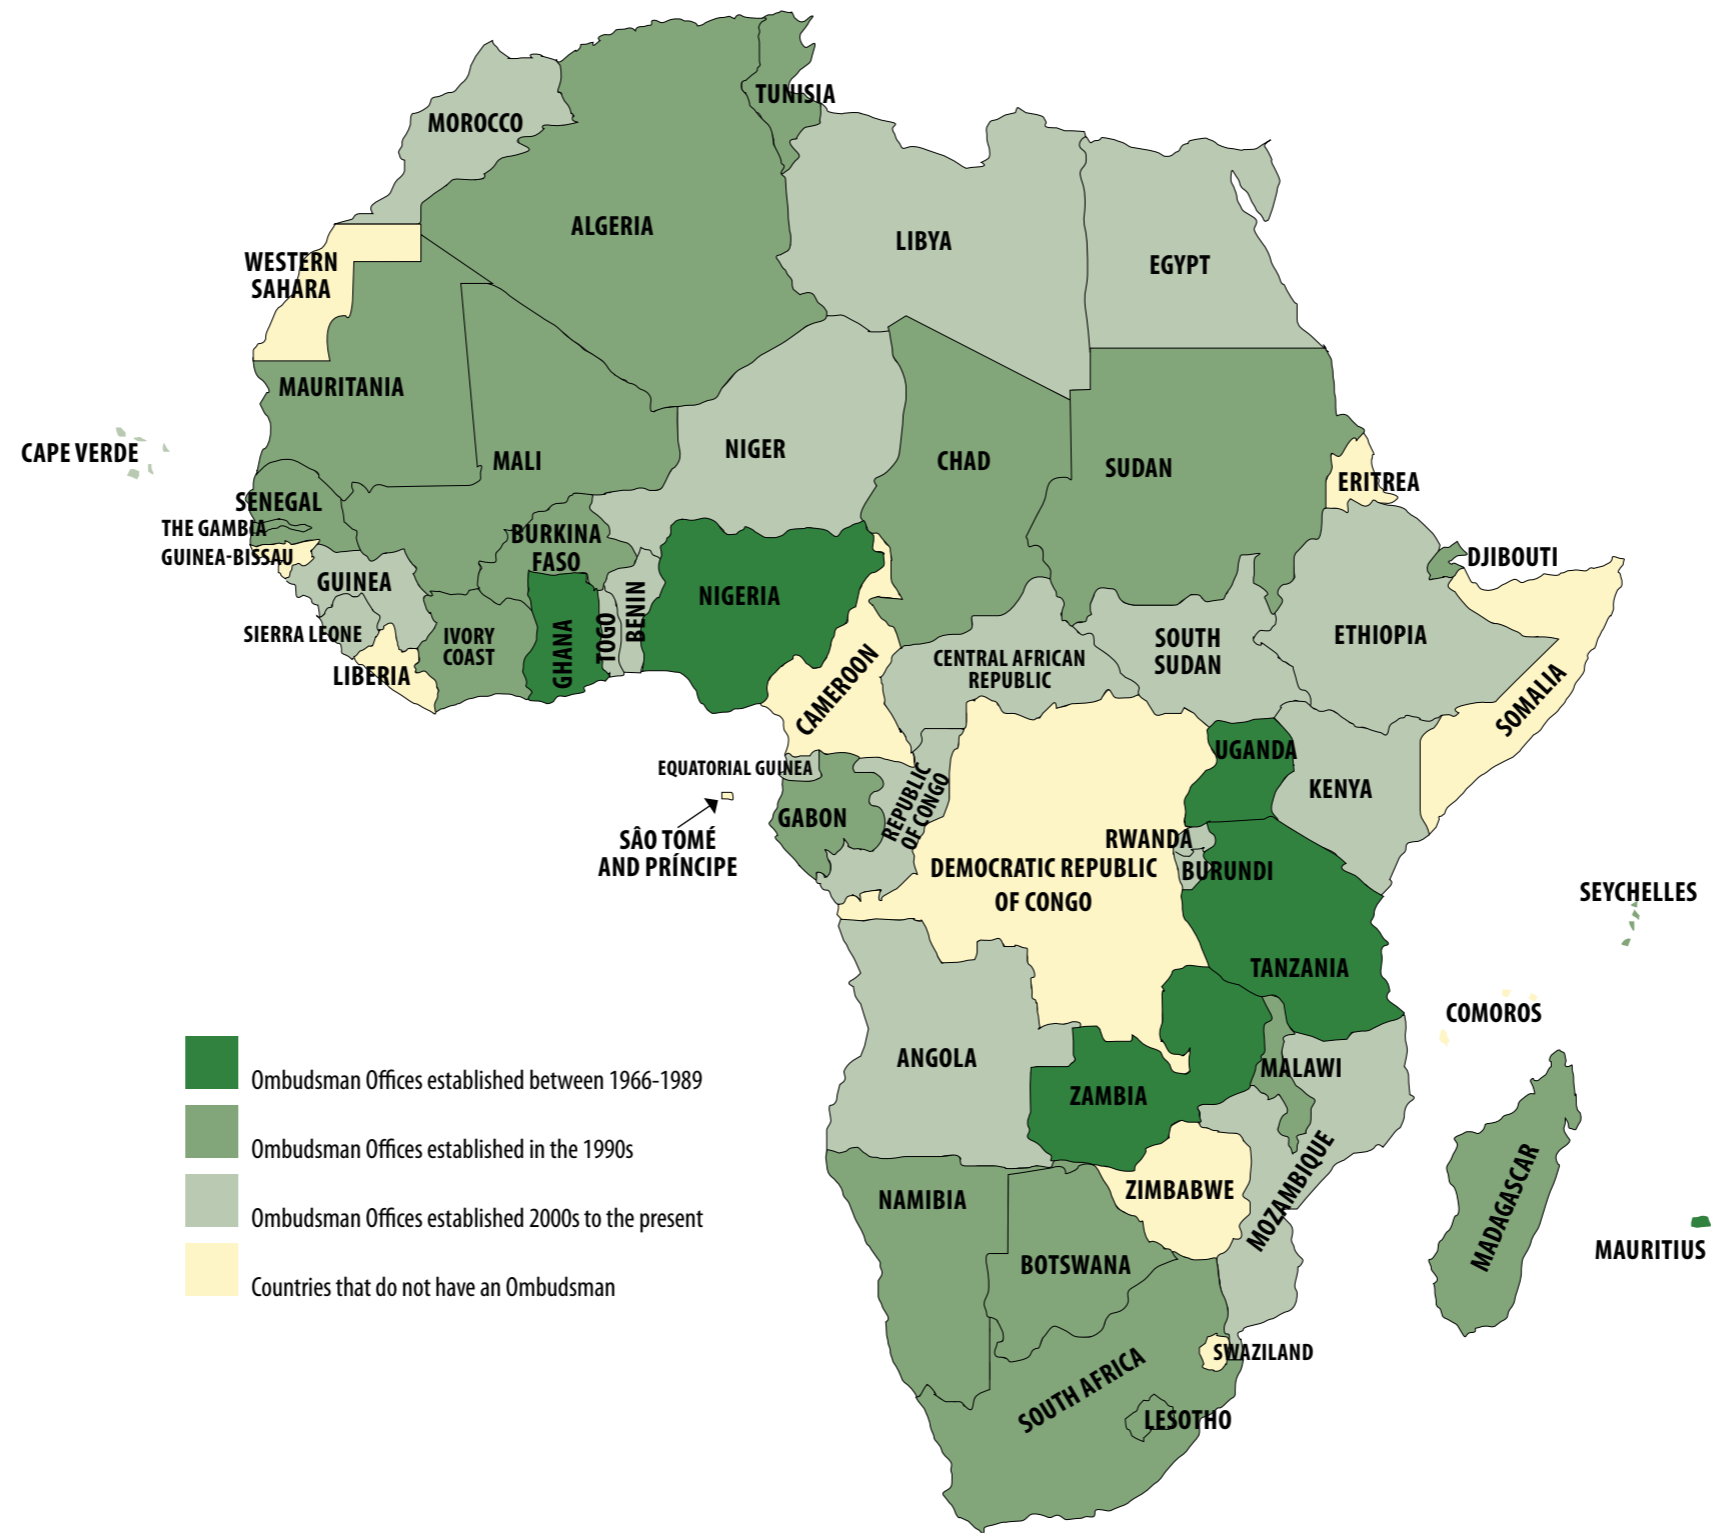 TUNISIA
MOROCCO
ALGERIA
LIBYA
EGYPT
WESTERN
SAHARA
MAURITANIA
CAPE VERDE
MALI
NIGER
CHAD
SUDAN
ERITREA
SENEGAL
THE GAMBIA
GUINEA-BISSAU
BURKINA
FASO
DJIBOUTI
GUINEA
NIGERIA
BENIN
TOGO
GHANA
SIERRA LEONE
IVORY
COAST
LIBERIA
CAMEROON
CENTRAL AFRICAN
REPUBLIC
SOUTH
SUDAN
ETHIOPIA
SOMALIA
EQUATORIAL GUINEA
GABON
REPUBLIC
OF CONGO
UGANDA
KENYA
SÂO TOMÉ
AND PRÍNCIPE
DEMOCRATIC REPUBLIC
OF CONGO
RWANDA
BURUNDI
SEYCHELLES
TANZANIA
COMOROS
ANGOLA
ZAMBIA
MALAWI
MOZAMBIQUE
ZIMBABWE
NAMIBIA
BOTSWANA
MADAGASCAR
MAURITIUS
SWAZILAND
SOUTH AFRICA
LESOTHO
Ombudsman Offices established between 1966-1989
Ombudsman Offices established in the 1990s
Ombudsman Offices established 2000s to the present
Countries that do not have an Ombudsman